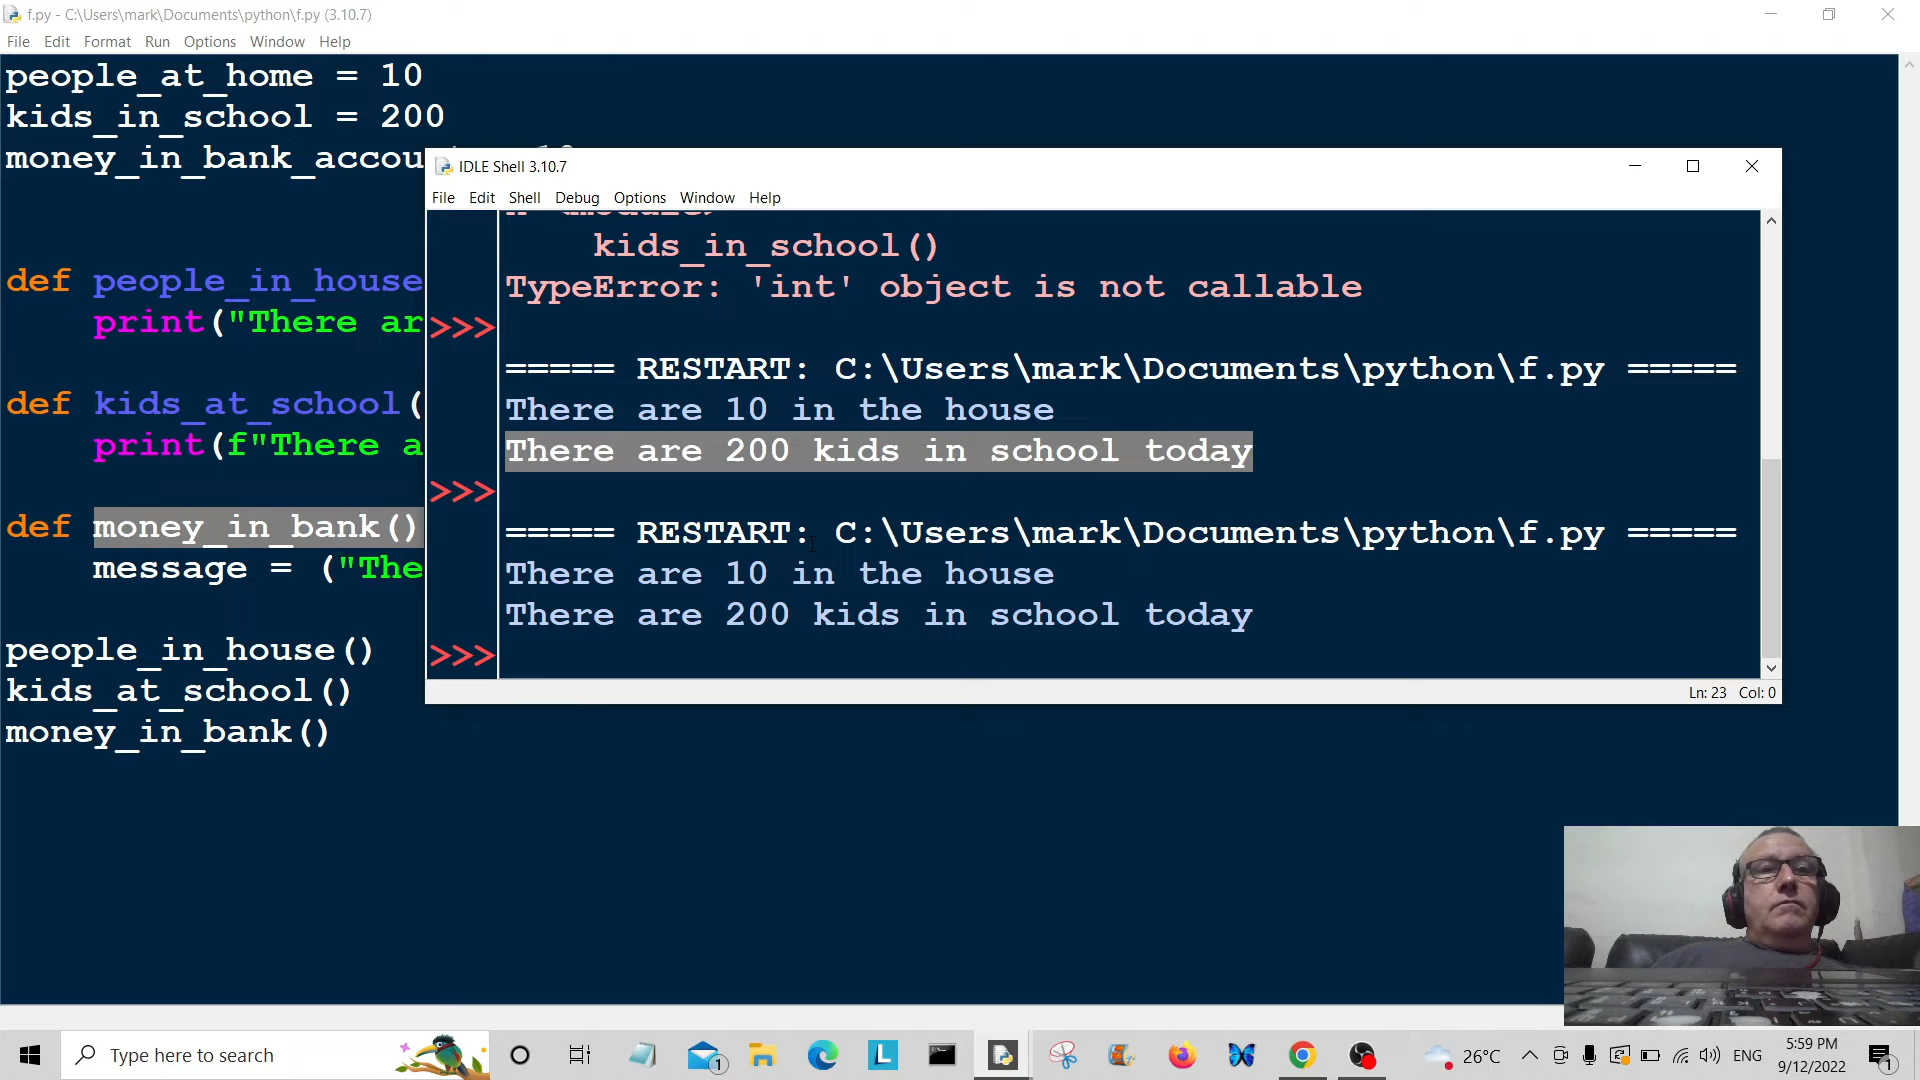 f.py - C:\Users\mark\Documents\python\f.py (3.10.7)
File Edit Format Run Options Window Help
people_at_home = 10
kids_in_school = 200
money_in_bank_accou
def people_in_house
print("There ar
def kids_at_school(
print(f"There a
def money_in_bank()
message = ("The
people_in_house()
kids_at_school()
money_in_bank()
IDLE Shell 3.10.7
File Edit Shell Debug Options Window Help
kids_in_school()
TypeError: 'int' object is not callable
>>>
===== RESTART: C:\Users\mark\Documents\python\f.py =====
There are 10 in the house
There are 200 kids in school today
>>>
===== RESTART: C:\Users\mark\Documents\python\f.py =====
There are 10 in the house
There are 200 kids in school today
>>>
Ln: 23 Col: 0
Type here to search
1
L
26°C
ENG
5:59 PM
9/12/2022
1